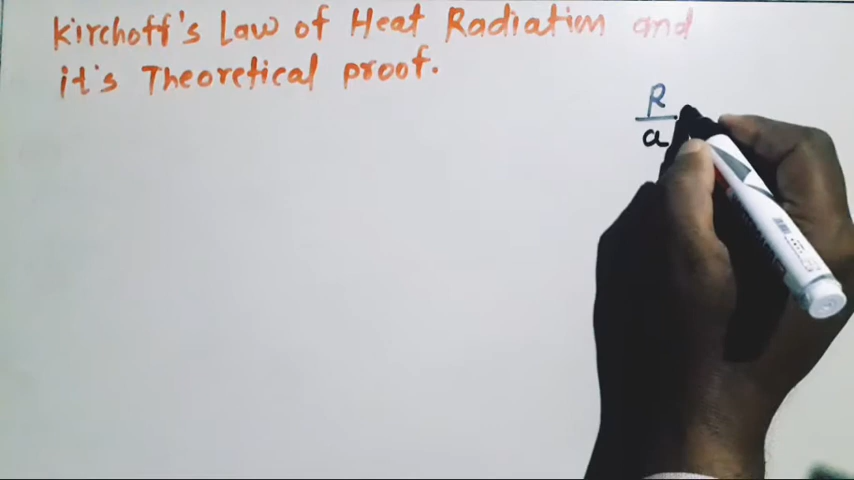 Kirchoff's Law of Heat Radiation and
it's Theoretical proof.
R
a